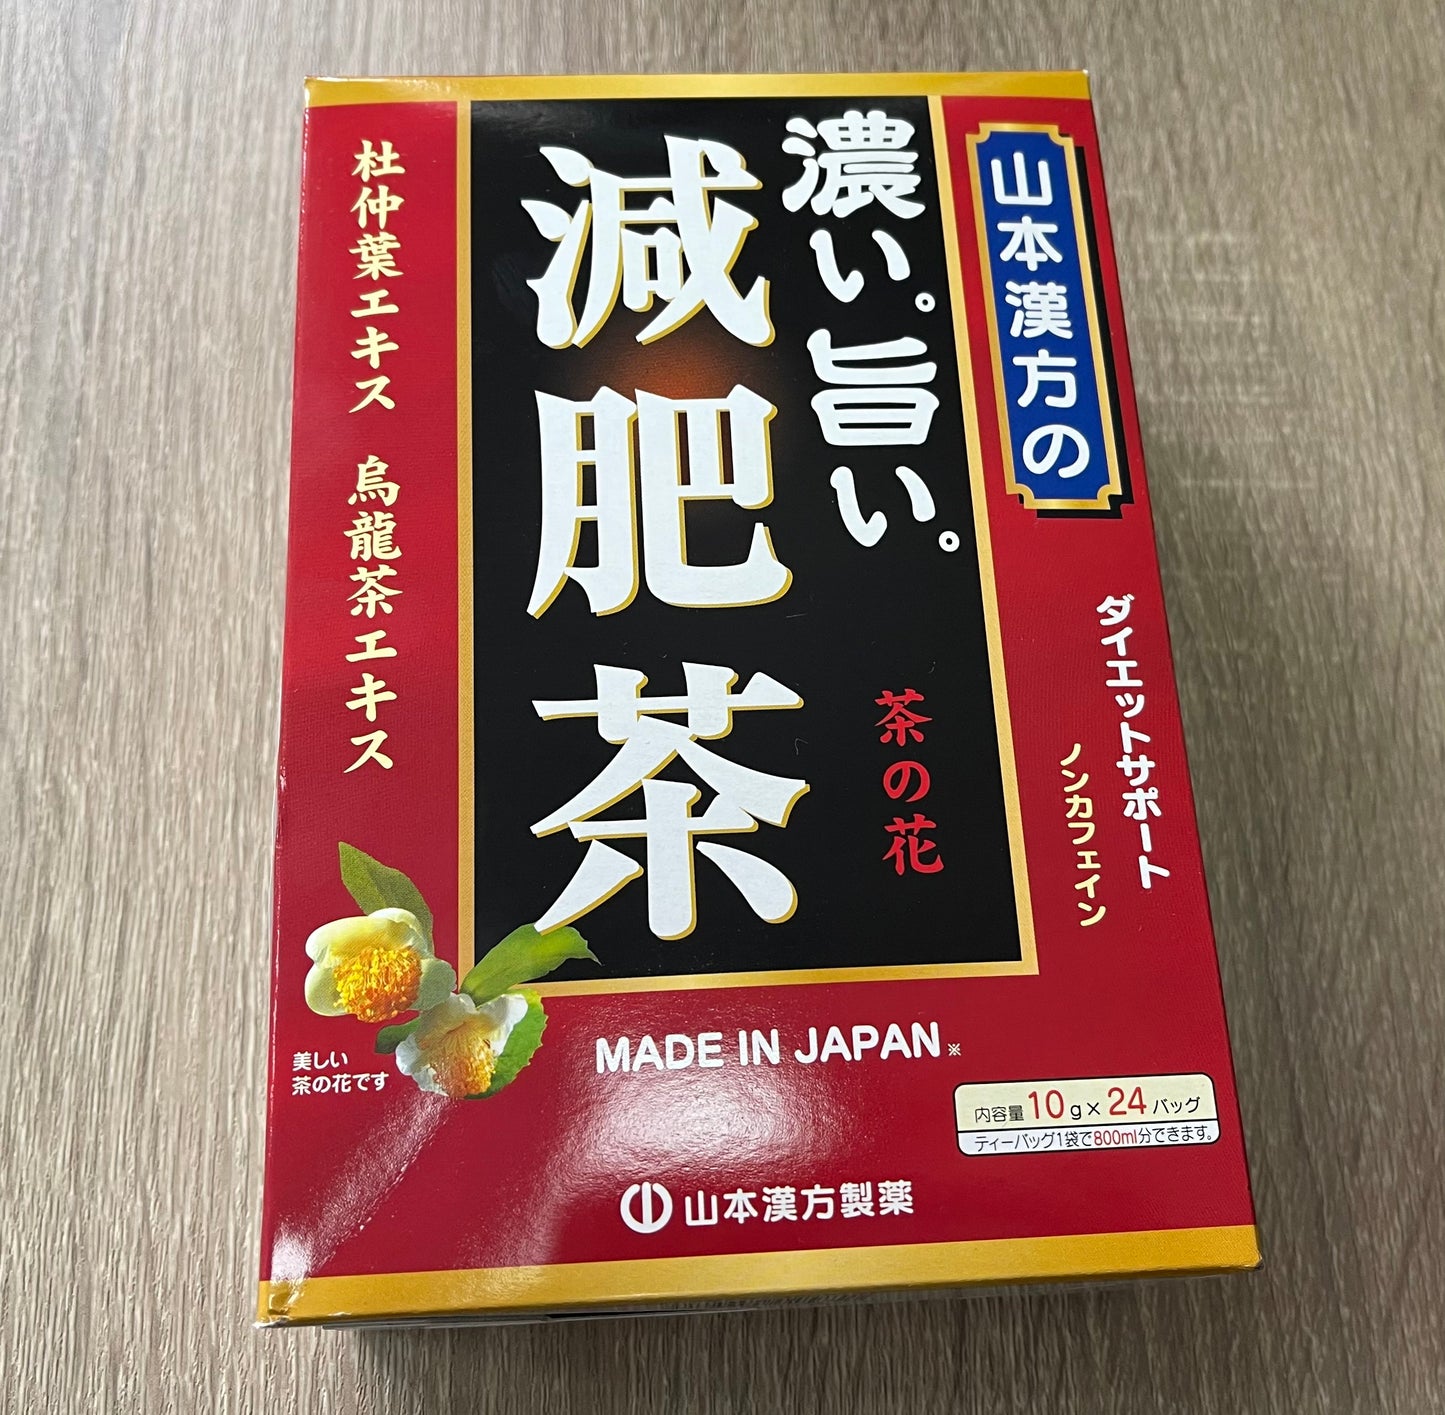 山本漢方の
濃い。旨い。
減肥茶
茶の花
ダイエットサポート
ノンカフェイン
杜仲葉エキス 烏龍茶エキス
美しい
茶の花です
MADE IN JAPAN※
内容量10g×24バッグ
ティーバッグ1袋で800ml分できます。
山本漢方製薬